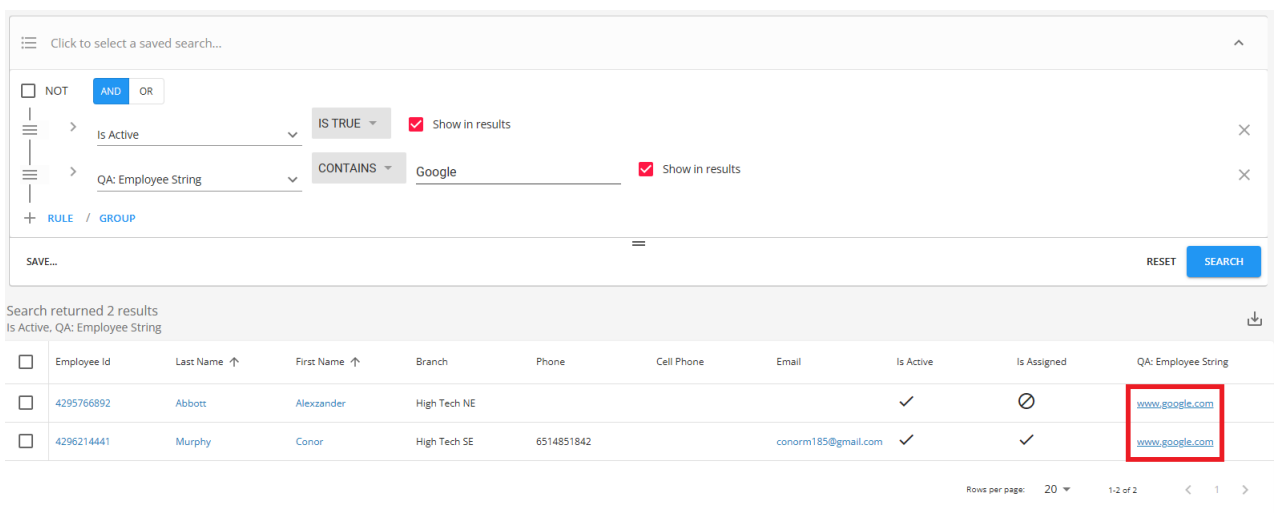 Click to select a saved search...
NOT AND OR
Is Active IS TRUE Show in results
QA: Employee String CONTAINS Google Show in results
+ RULE / GROUP
SAVE... RESET SEARCH
Search returned 2 results
Is Active, QA: Employee String
Employee Id Last Name ↑ First Name ↑ Branch Phone Cell Phone Email Is Active Is Assigned QA: Employee String
4295766892 Abbott Alexzander High Tech NE www.google.com
4296214441 Murphy Conor High Tech SE 6514851842 conorm185@gmail.com www.google.com
Rows per page: 20 1-2 of 2 < 1 >